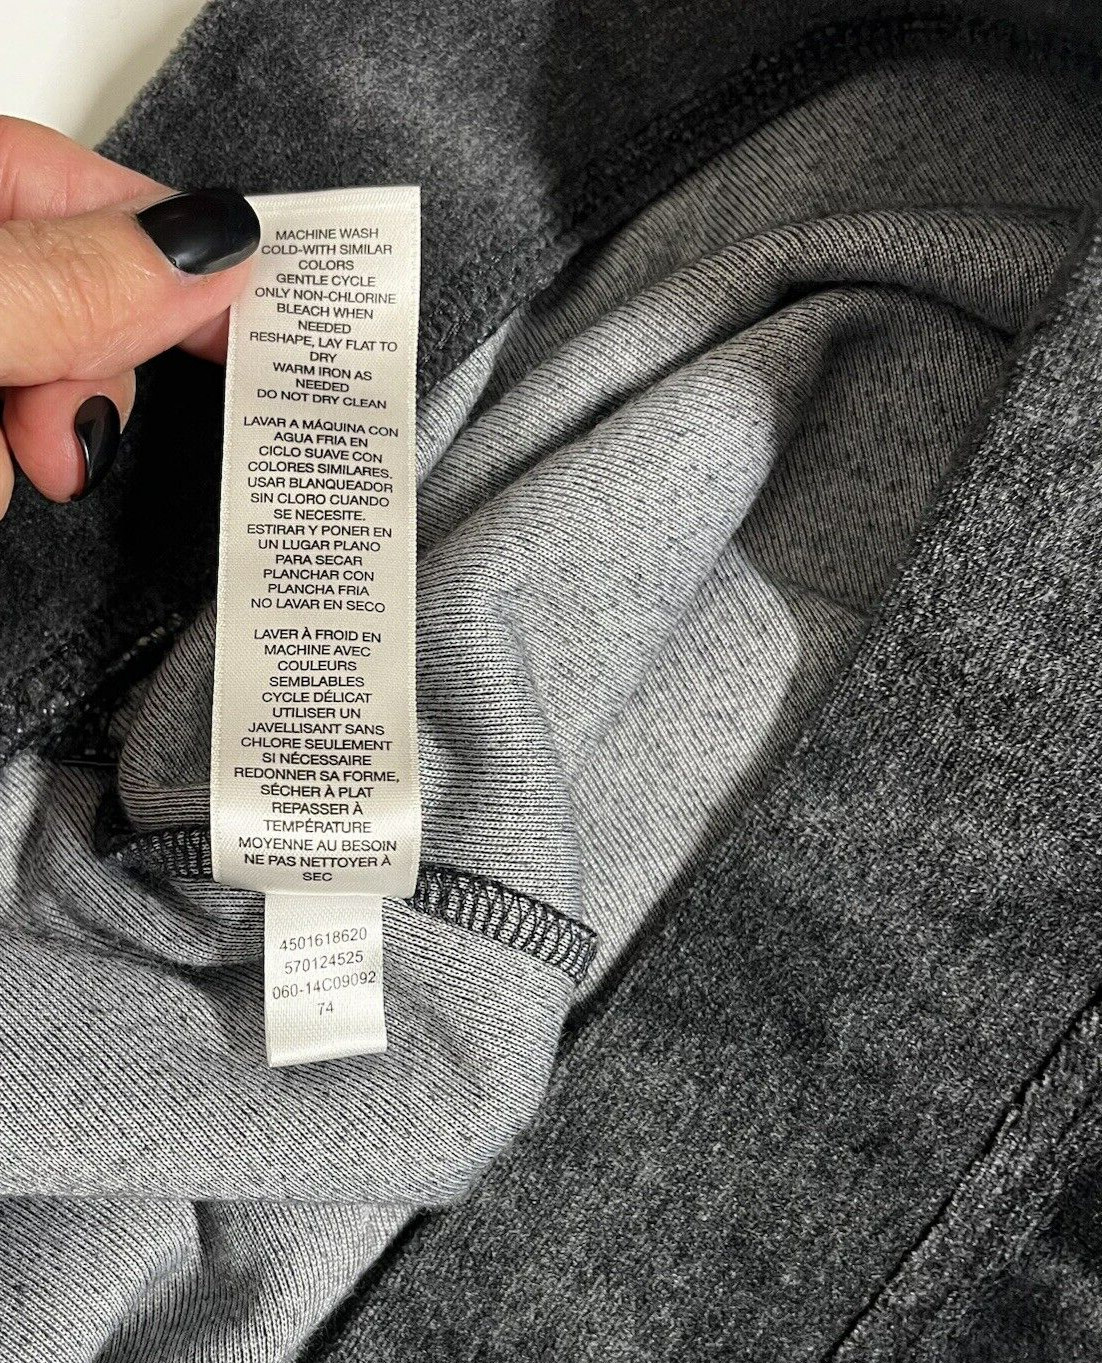 MACHINE WASH
COLD-WITH SIMILAR
COLORS
GENTLE CYCLE
ONLY NON-CHLORINE
BLEACH WHEN
NEEDED
RESHAPE, LAY FLAT TO
DRY
WARM IRON AS
NEEDED
DO NOT DRY CLEAN
LAVAR A MÁQUINA CON
AGUA FRIA EN
CICLO SUAVE CON
COLORES SIMILARES.
USAR BLANQUEADOR
SIN CLORO CUANDO
SE NECESITE.
ESTIRAR Y PONER EN
UN LUGAR PLANO
PARA SECAR
PLANCHAR CON
PLANCHA FRIA
NO LAVAR EN SECO
LAVER À FROID EN
MACHINE AVEC
COULEURS
SEMBLABLES
CYCLE DÉLICAT
UTILISER UN
JAVELLISANT SANS
CHLORE SEULEMENT
SI NÉCESSAIRE
REDONNER SA FORME,
SÉCHER À PLAT
REPASSER À
TEMPÉRATURE
MOYENNE AU BESOIN
NE PAS NETTOYER À
SEC
4501618620
570124525
060-14C09092
74